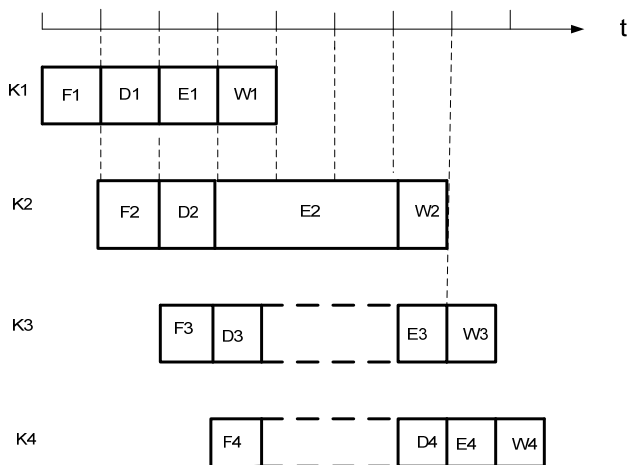 t
K1 F1 D1 E1 W1
K2 F2 D2 E2 W2
K3 F3 D3 E3 W3
K4 F4 D4 E4 W4